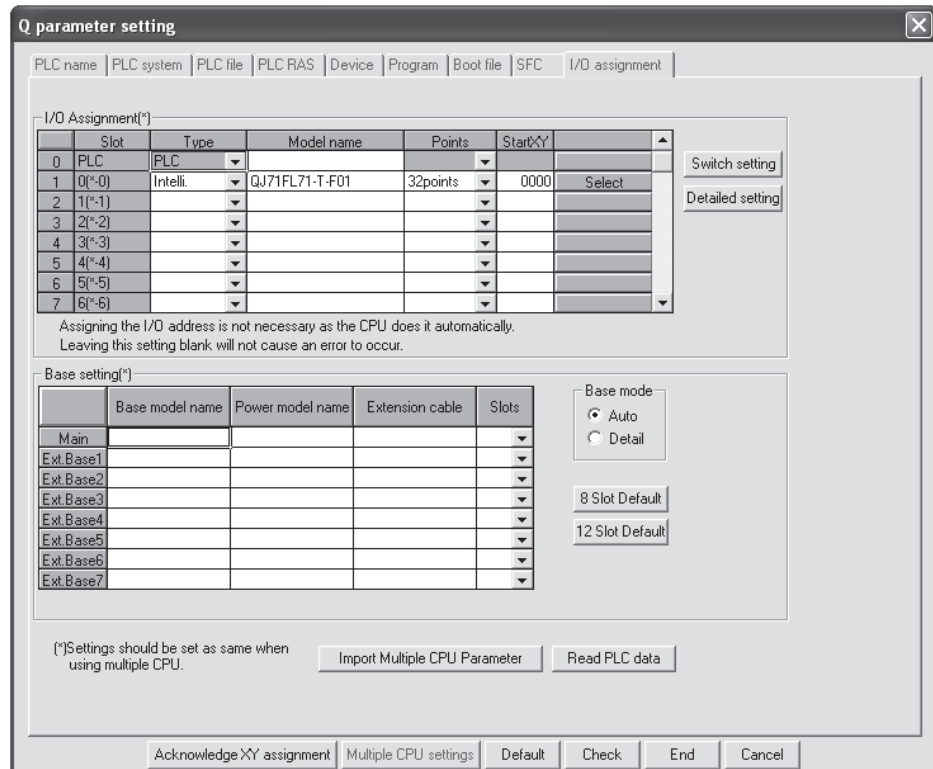 Q parameter setting
PLC name PLC system PLC file PLC RAS Device Program Boot file SFC I/O assignment
I/O Assignment(*)
Slot Type Model name Points StartXY
0 PLC PLC
1 0(*-0) Intelli. QJ71FL71-T-F01 32points 0000 Select
2 1(*-1)
3 2(*-2)
4 3(*-3)
5 4(*-4)
6 5(*-5)
7 6(*-6)
Switch setting
Detailed setting
Assigning the I/O address is not necessary as the CPU does it automatically.
Leaving this setting blank will not cause an error to occur.
Base setting(*)
Base model name Power model name Extension cable Slots
Main
Ext.Base1
Ext.Base2
Ext.Base3
Ext.Base4
Ext.Base5
Ext.Base6
Ext.Base7
Base mode
Auto
Detail
8 Slot Default
12 Slot Default
(*)Settings should be set as same when
using multiple CPU.
Import Multiple CPU Parameter Read PLC data
Acknowledge XY assignment Multiple CPU settings Default Check End Cancel